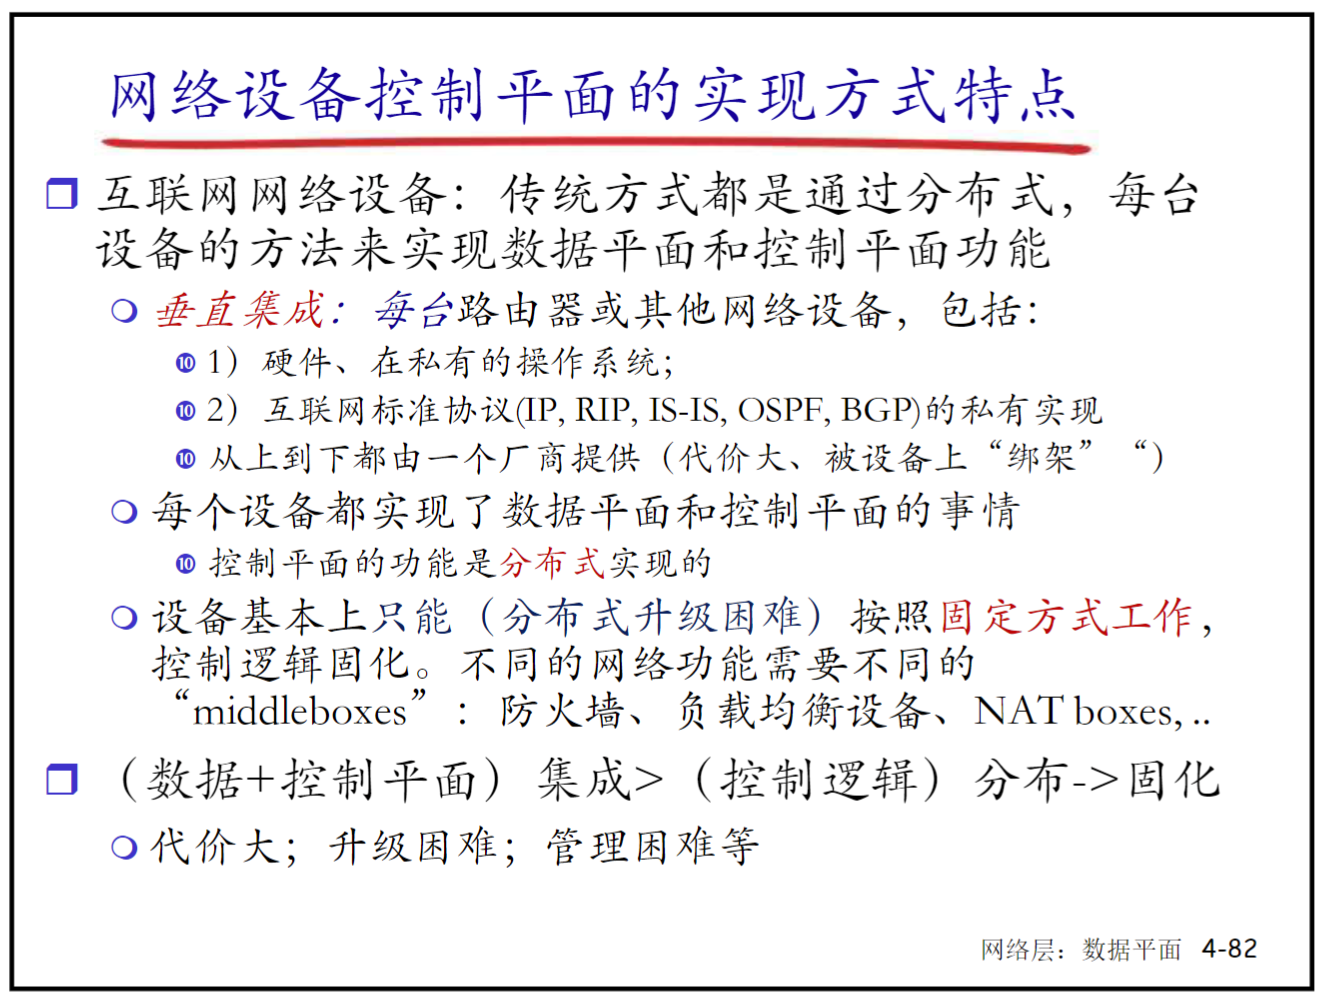 网络设备控制平面的实现方式特点
互联网网络设备：传统方式都是通过分布式，每台
设备的方法来实现数据平面和控制平面功能
垂直集成：每台路由器或其他网络设备，包括：
⓾ 1）硬件、在私有的操作系统；
⓾ 2）互联网标准协议(IP, RIP, IS-IS, OSPF, BGP)的私有实现
⓾ 从上到下都由一个厂商提供（代价大、被设备上“绑架”“）
每个设备都实现了数据平面和控制平面的事情
⓾ 控制平面的功能是分布式实现的
设备基本上只能（分布式升级困难）按照固定方式工作，
控制逻辑固化。不同的网络功能需要不同的
“middleboxes”：防火墙、负载均衡设备、NAT boxes, ..
（数据+控制平面）集成>（控制逻辑）分布->固化
代价大；升级困难；管理困难等
网络层：数据平面 4-82